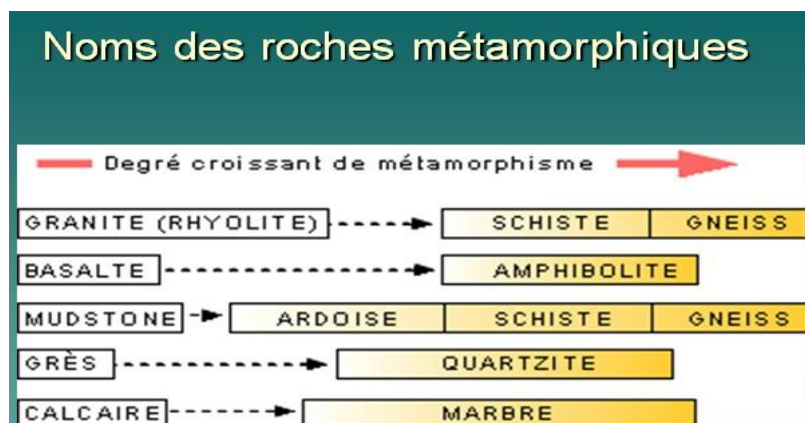 Noms des roches métamorphiques
Degré croissant de métamorphisme
GRANITE (RHYOLITE) SCHISTE GNEISS
BASALTE AMPHIBOLITE
MUDSTONE ARDOISE SCHISTE GNEISS
GRÈS QUARTZITE
CALCAIRE MARBRE